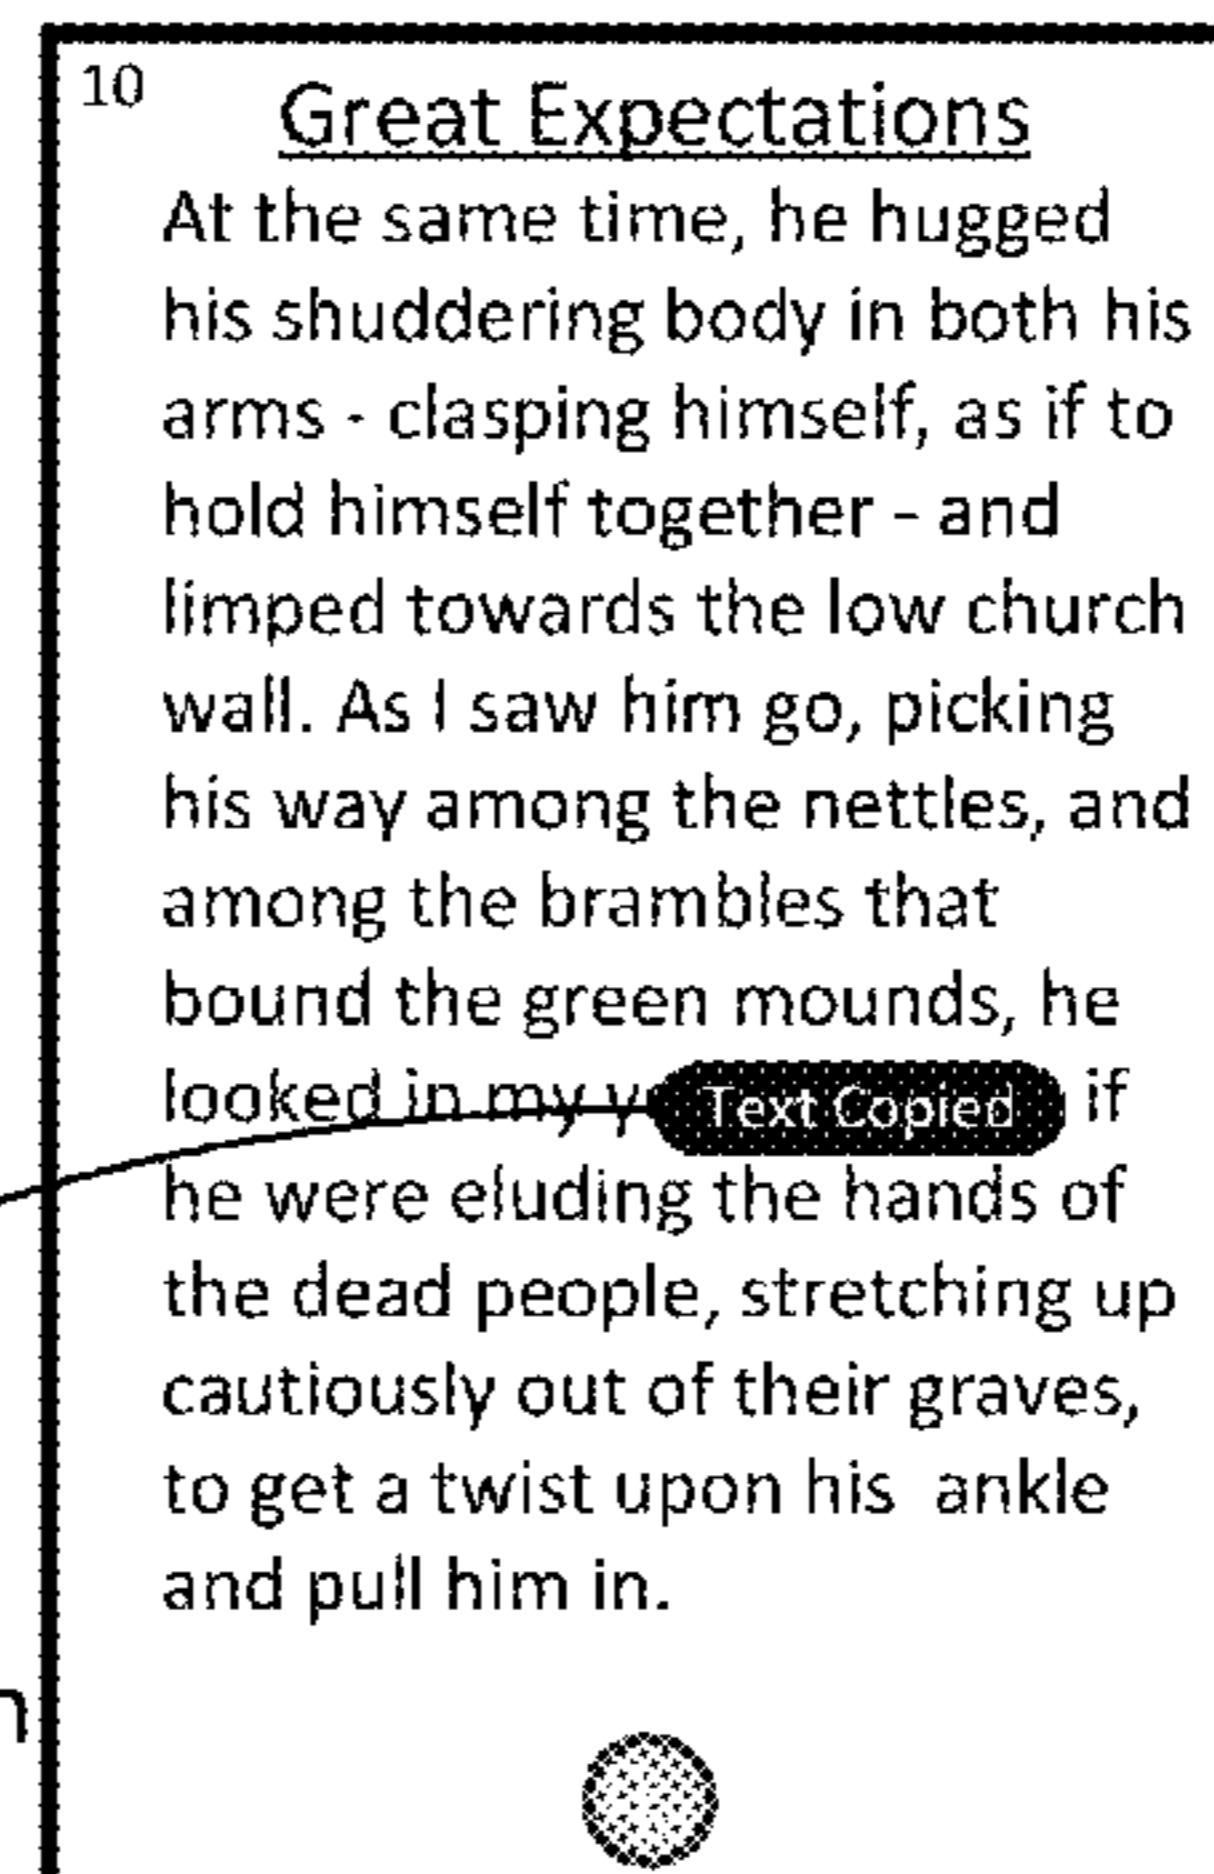 10
Great Expectations
At the same time, he hugged
his shuddering body in both his
arms - clasping himself, as if to
hold himself together - and
limped towards the low church
wall. As I saw him go, picking
his way among the nettles, and
among the brambles that
bound the green mounds, he
looked in my Text Copied if
he were eluding the hands of
the dead people, stretching up
cautiously out of their graves,
to get a twist upon his ankle
and pull him in.